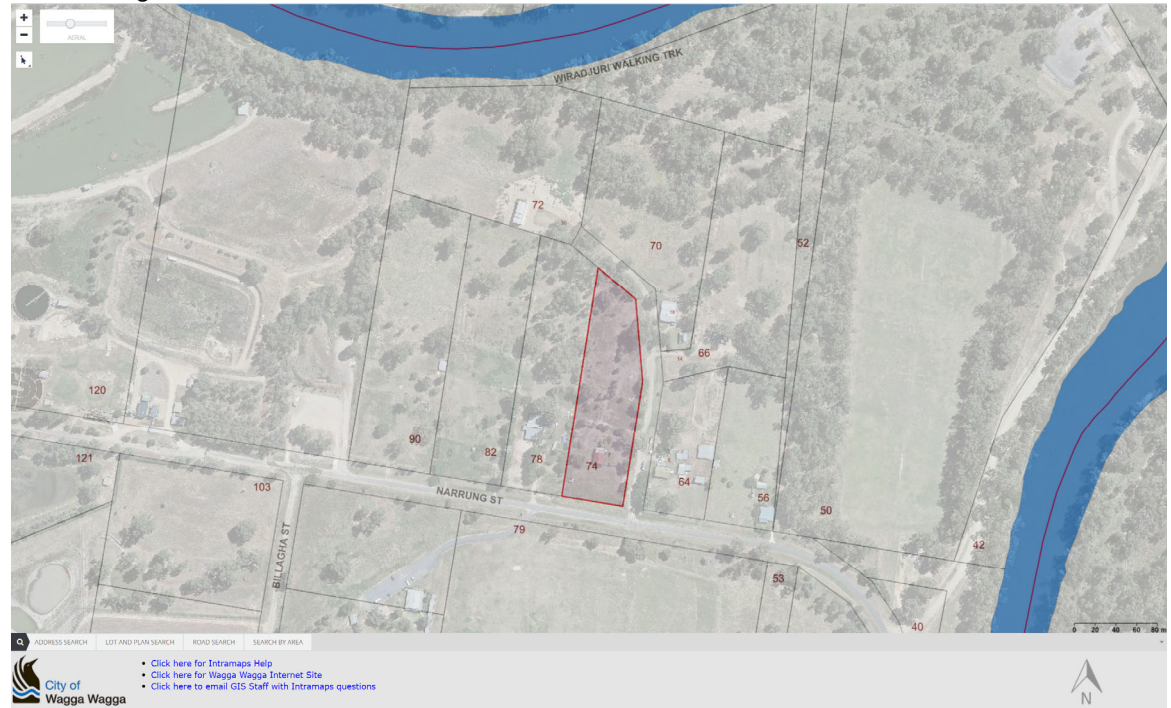 +
AERIAL
−
WIRADJURI WALKING TRK
72
70
52
66
14
120
90
82
78
74
64
56
50
42
121
103
NARRUNG ST
79
BILLAGHA ST
53
40
0 20 40 60 80 m
ADDRESS SEARCH LOT AND PLAN SEARCH ROAD SEARCH SEARCH BY AREA
City of
Wagga Wagga
• Click here for Intramaps Help
• Click here for Wagga Wagga Internet Site
• Click here to email GIS Staff with Intramaps questions
N